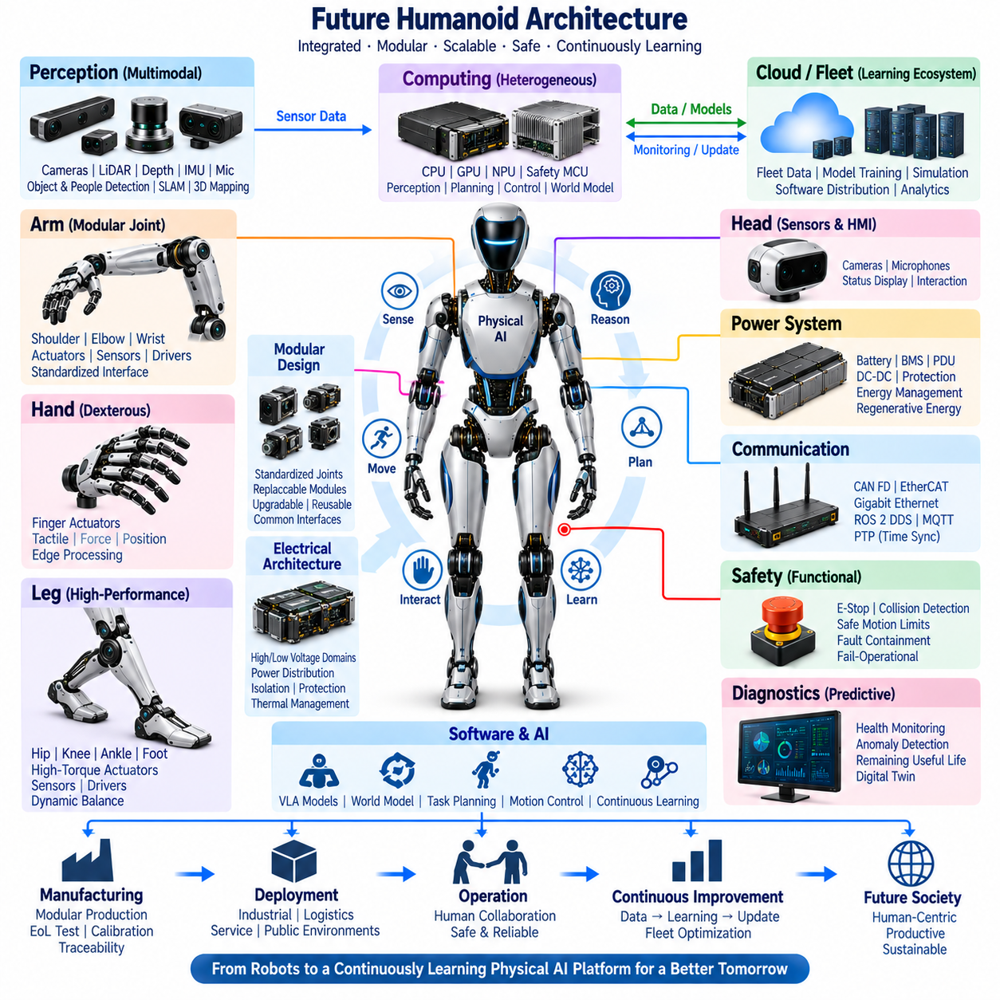 Future Humanoid Architecture
Integrated · Modular · Scalable · Safe · Continuously Learning
Perception (Multimodal)
Cameras | LiDAR | Depth | IMU | Mic
Object & People Detection | SLAM | 3D Mapping
Sensor Data
Computing (Heterogeneous)
CPU | GPU | NPU | Safety MCU
Perception | Planning | Control | World Model
Data / Models
Monitoring / Update
Cloud / Fleet (Learning Ecosystem)
Fleet Data | Model Training | Simulation
Software Distribution | Analytics
Arm (Modular Joint)
Shoulder | Elbow | Wrist
Actuators | Sensors | Drivers
Standardized Interface
Hand (Dexterous)
Finger Actuators
Tactile | Force | Position
Edge Processing
Leg (High-Performance)
Hip | Knee | Ankle | Foot
High-Torque Actuators
Sensors | Drivers
Dynamic Balance
Modular
Design
Standardized Joints
Replaccable Modules
Upgradable | Reusable
Common Interfaces
Electrical
Architecture
High/Low Voltage Domains
Power Distribution
Isolation | Protection
Thermal Management
Physical
AI
Sense
Reason
Move
Plan
Interact
Learn
Head (Sensors & HMI)
Cameras | Microphones
Status Display | Interaction
Power System
Battery | BMS | PDU
DC-DC | Protection
Energy Management
Regenerative Energy
Communication
CAN FD | EtherCAT
Gigabit Ethernet
ROS 2 DDS | MQTT
PTP (Time Sync)
Safety (Functional)
E-Stop | Collision Detection
Safe Motion Limits
Fault Containment
Fail-Operational
Diagnostics (Predictive)
Health Monitoring
Anomaly Detection
Remaining Useful Life
Digital Twin
Software & AI
VLA Models | World Model | Task Planning | Motion Control | Continuous Learning
Manufacturing
Modular Production
EoL Test | Calibration
Traceability
Deployment
Industrial | Logistics
Service | Public Environments
Operation
Human Collaboration
Safe & Reliable
Continuous Improvement
Data → Learning → Update
Fleet Optimization
Future Society
Human-Centric
Productive
Sustainable
From Robots to a Continuously Learning Physical AI Platform for a Better Tomorrow